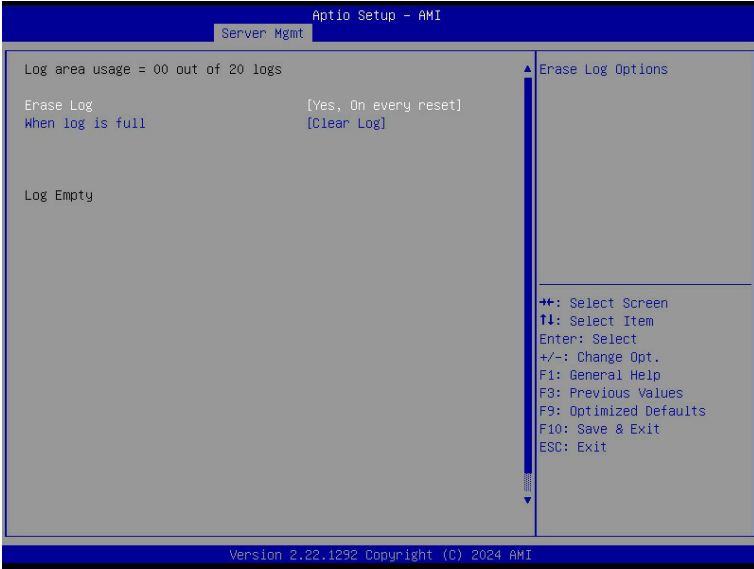 Aptio Setup - AMI
Server Mgmt
Log area usage = 00 out of 20 logs
Erase Log [Yes, On every reset]
When log is full [Clear Log]
Log Empty
Erase Log Options
→←: Select Screen
↑↓: Select Item
Enter: Select
+/-: Change Opt.
F1: General Help
F3: Previous Values
F9: Optimized Defaults
F10: Save & Exit
ESC: Exit
Version 2.22.1292 Copyright (C) 2024 AMI